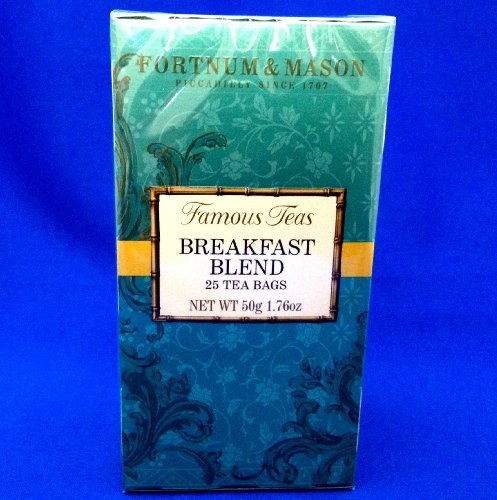 FORTNUM & MASON
PICCADILLY SINCE 1707
Famous Teas
BREAKFAST
BLEND
25 TEA BAGS
NET WT 50g 1.76oz